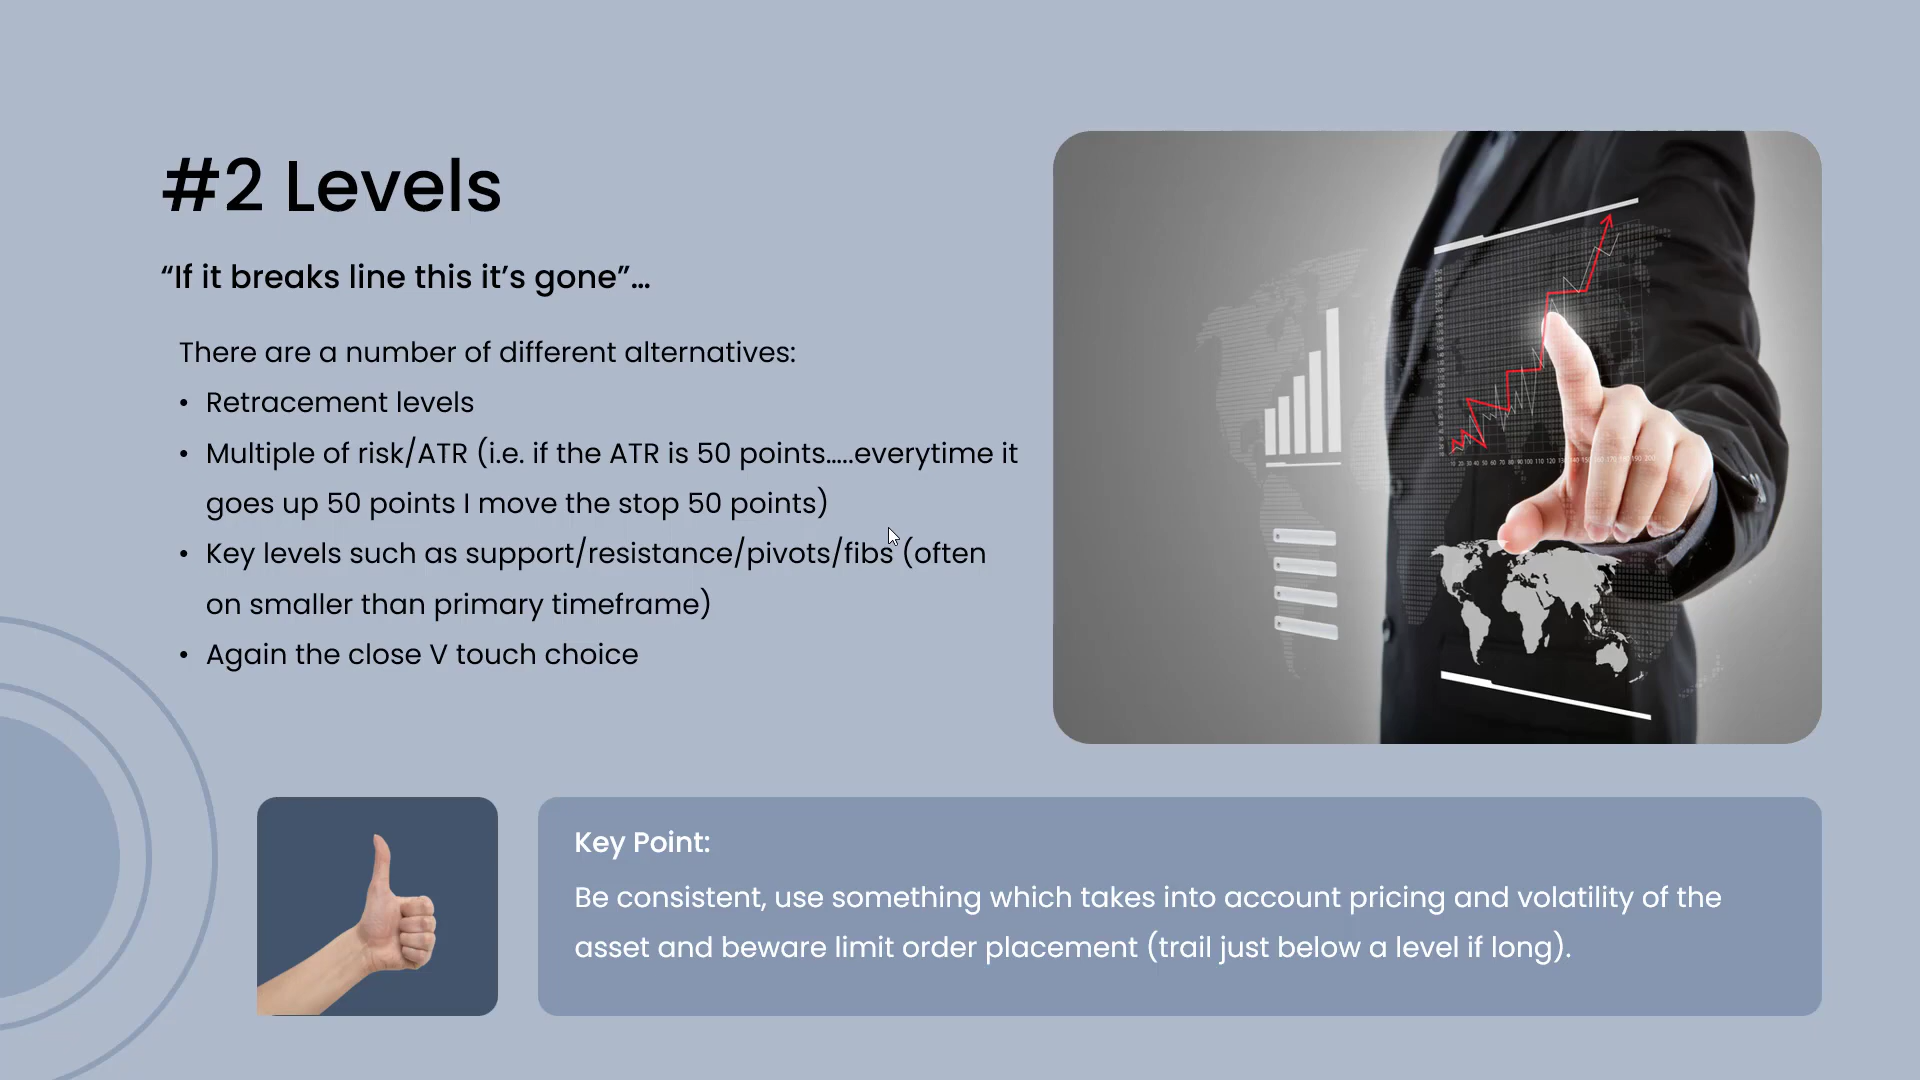 #2 Levels
“If it breaks line this it’s gone”...
There are a number of different alternatives:
• Retracement levels
• Multiple of risk/ATR (i.e. if the ATR is 50 points.....everytime it
goes up 50 points I move the stop 50 points)
• Key levels such as support/resistance/pivots/fibs (often
on smaller than primary timeframe)
• Again the close V touch choice
Key Point:
Be consistent, use something which takes into account pricing and volatility of the
asset and beware limit order placement (trail just below a level if long).